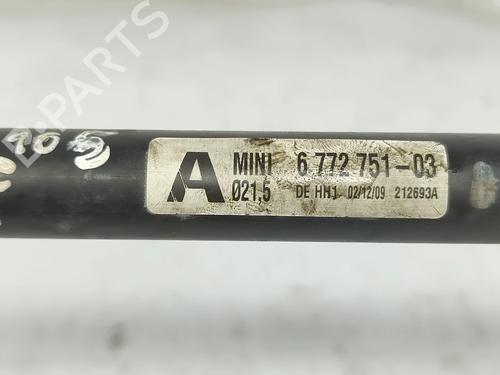 B-PARTS
MINI 6 772 751-03
A Ø21,5 DE HH1 02/12/09 212693A